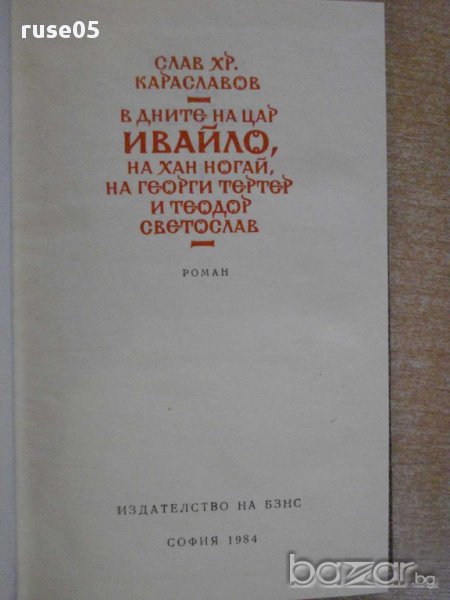 ruse05
СЛАВ ХР.
КАРАСЛАВОВ
В ДНИТЕ НА ЦАР
ИВАЙЛО,
НА ХАН НОГАЙ,
НА ГЕОРГИ ТЕРТЕР
И ТЕОДОР
СВЕТОСЛАВ
РОМАН
ИЗДАТЕЛСТВО НА БЗНС
СОФИЯ 1984
bazar.bg